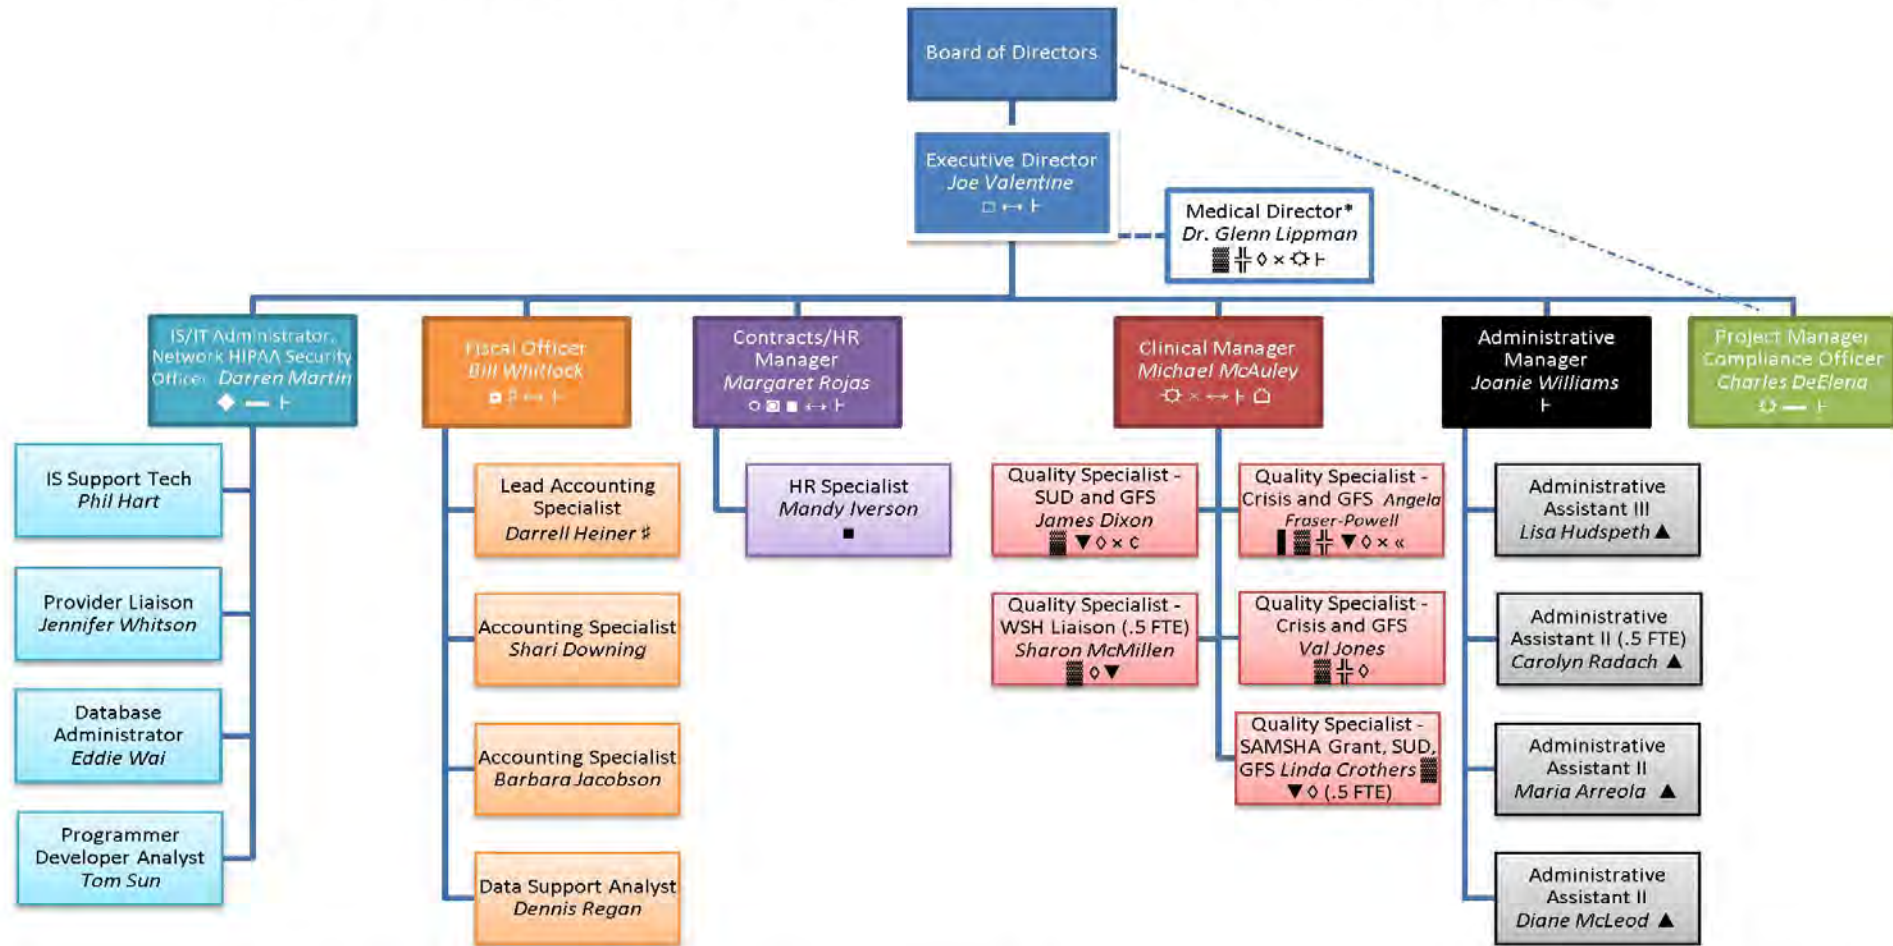 Board of Directors
Executive Director
Joe Valentine
□ ↔ ⊦
Medical Director*
Dr. Glenn Lippman
▓ ╬ ◊ × ☼ ⊦
IS/IT Administrator,
Network HIPAA Security
Officer Darren Martin
◆ — ⊦
Fiscal Officer
Bill Whitlock
◘ ♯ ↔ ⊦
Contracts/HR
Manager
Margaret Rojas
○ ◙ ■ ↔ ⊦
Clinical Manager
Michael McAuley
☼ × ↔ ⊦ ⌂
Administrative
Manager
Joanie Williams
⊦
Project Manager
Compliance Officer
Charles DeElena
☼ — ⊦
IS Support Tech
Phil Hart
Provider Liaison
Jennifer Whitson
Database
Administrator
Eddie Wai
Programmer
Developer Analyst
Tom Sun
Lead Accounting
Specialist
Darrell Heiner ♯
Accounting Specialist
Shari Downing
Accounting Specialist
Barbara Jacobson
Data Support Analyst
Dennis Regan
HR Specialist
Mandy Iverson
■
Quality Specialist -
SUD and GFS
James Dixon
▓ ▼ ◊ × ¢
Quality Specialist -
Crisis and GFS Angela
Fraser-Powell
▌ ▓ ╬ ▼ ◊ × «
Quality Specialist -
WSH Liaison (.5 FTE)
Sharon McMillen
▓ ◊ ▼
Quality Specialist -
Crisis and GFS
Val Jones
▓ ╬ ◊
Quality Specialist -
SAMSHA Grant, SUD,
GFS Linda Crothers ▓
▼ ◊ (.5 FTE)
Administrative
Assistant III
Lisa Hudspeth ▲
Administrative
Assistant II (.5 FTE)
Carolyn Radach ▲
Administrative
Assistant II
Maria Arreola ▲
Administrative
Assistant II
Diane McLeod ▲